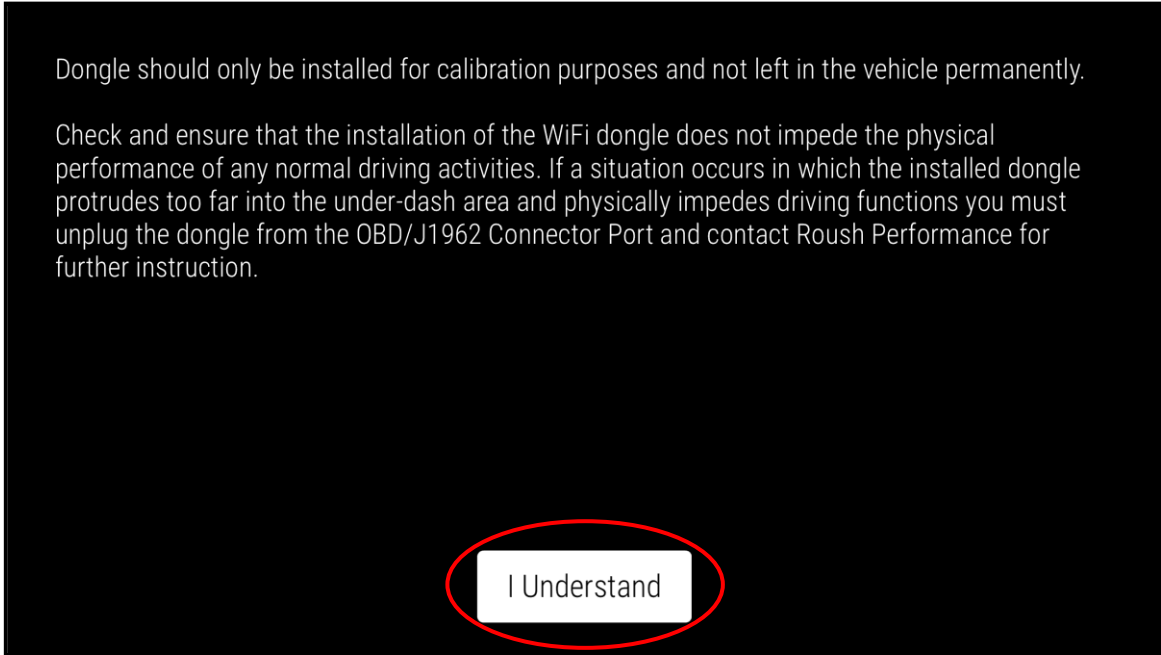 Dongle should only be installed for calibration purposes and not left in the vehicle permanently.
Check and ensure that the installation of the WiFi dongle does not impede the physical
performance of any normal driving activities. If a situation occurs in which the installed dongle
protrudes too far into the under-dash area and physically impedes driving functions you must
unplug the dongle from the OBD/J1962 Connector Port and contact Roush Performance for
further instruction.
I Understand